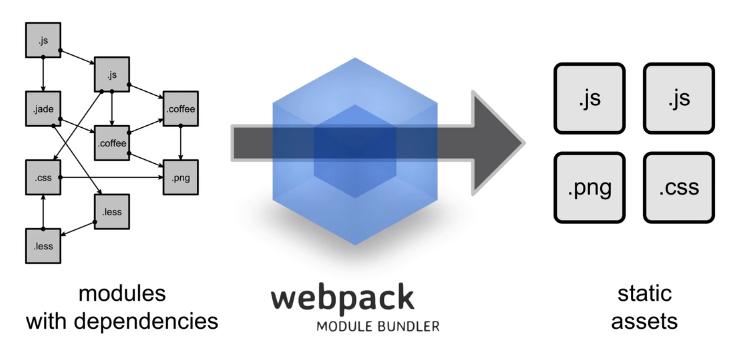 .js
.js
.jade
.coffee
.coffee
.css
.png
.less
.less
modules
with dependencies
webpack
MODULE BUNDLER
.js
.js
.png
.css
static
assets